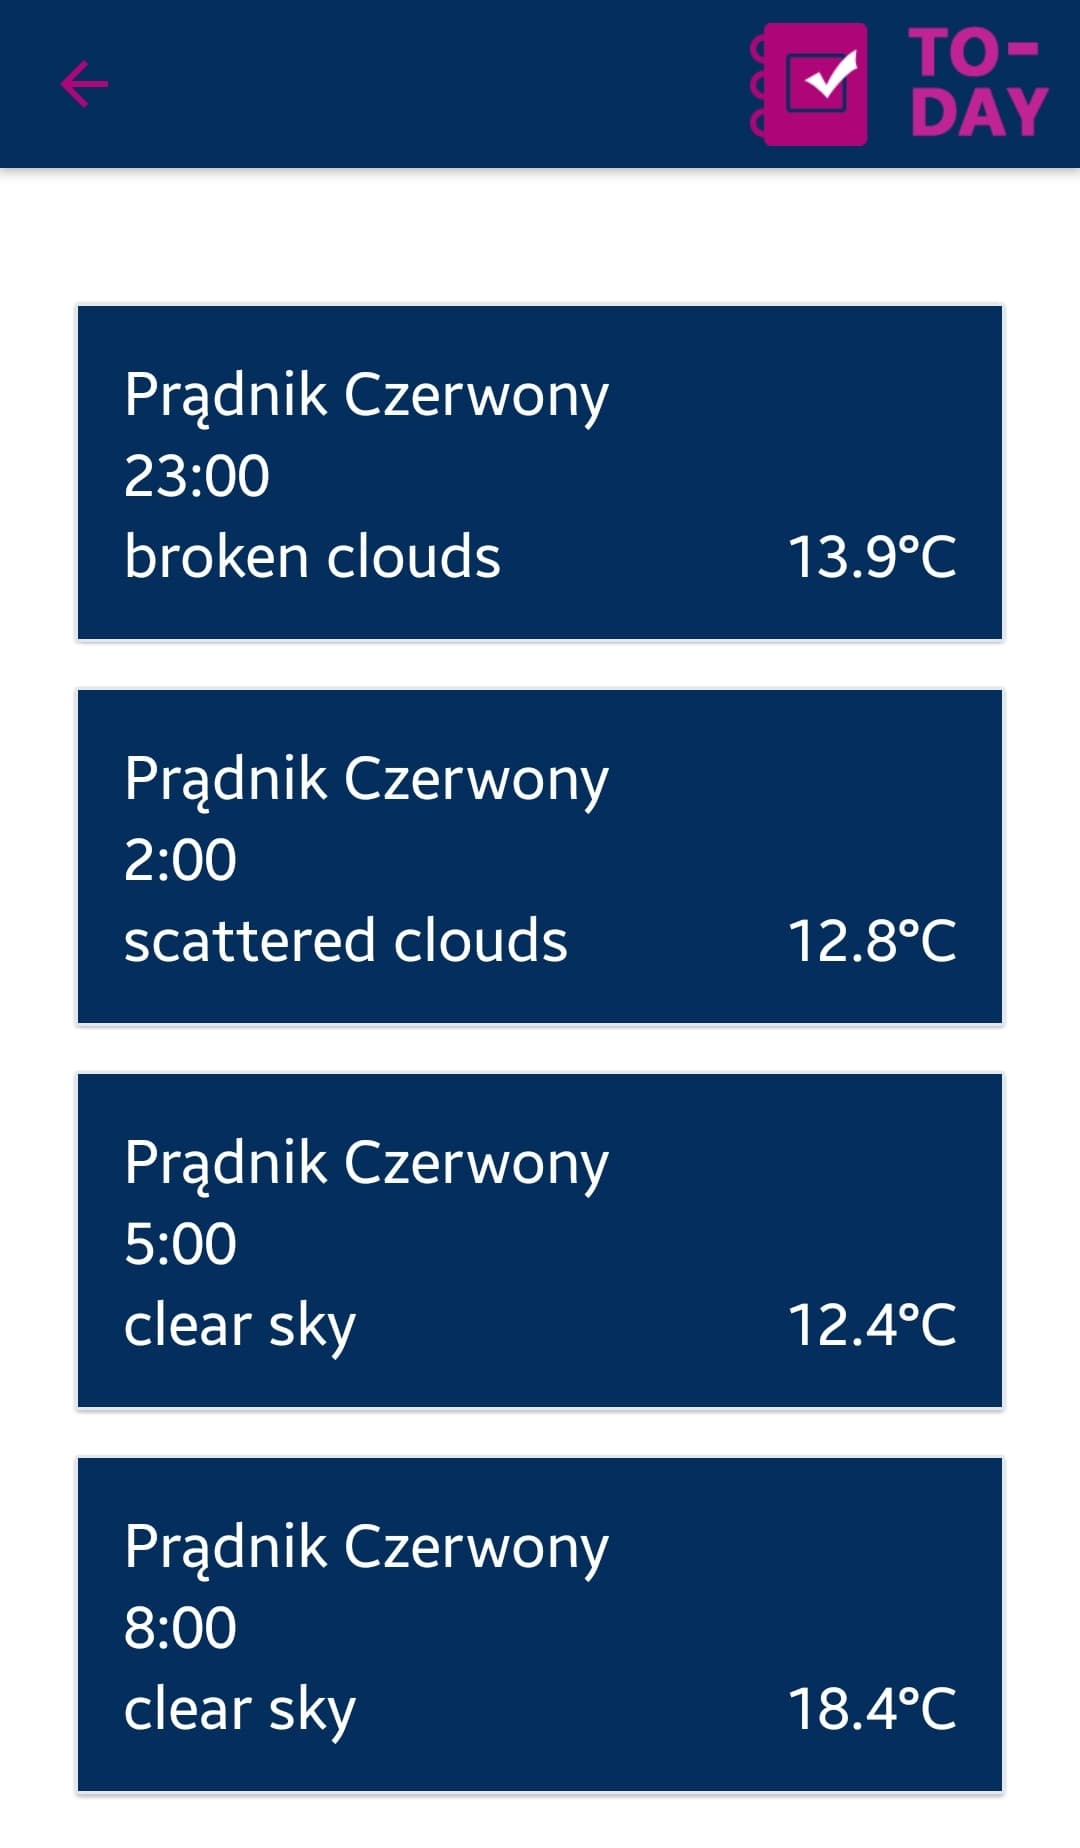 TO-
DAY
Prądnik Czerwony
23:00
broken clouds 13.9°C
Prądnik Czerwony
2:00
scattered clouds 12.8°C
Prądnik Czerwony
5:00
clear sky 12.4°C
Prądnik Czerwony
8:00
clear sky 18.4°C